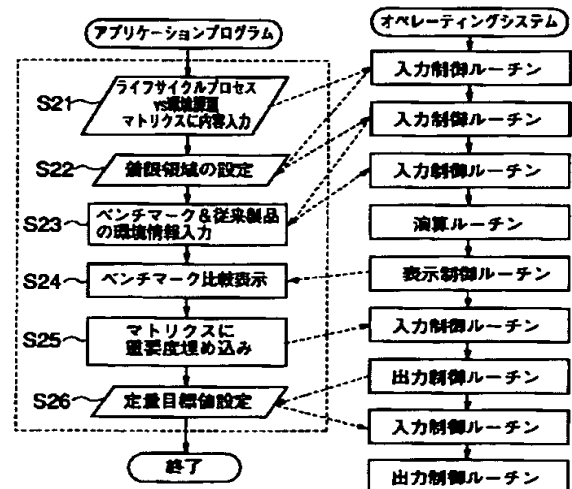 アプリケーションプログラム
S21
ライフサイクルプロセス
vs環境課題
マトリクスに内容入力
S22
着眼領域の設定
S23
ベンチマーク&従来製品
の環境情報入力
S24
ベンチマーク比較表示
S25
マトリクスに
重要度埋め込み
S26
定量目標値設定
終了
オペレーティングシステム
入力制御ルーチン
入力制御ルーチン
入力制御ルーチン
演算ルーチン
表示制御ルーチン
入力制御ルーチン
出力制御ルーチン
入力制御ルーチン
出力制御ルーチン